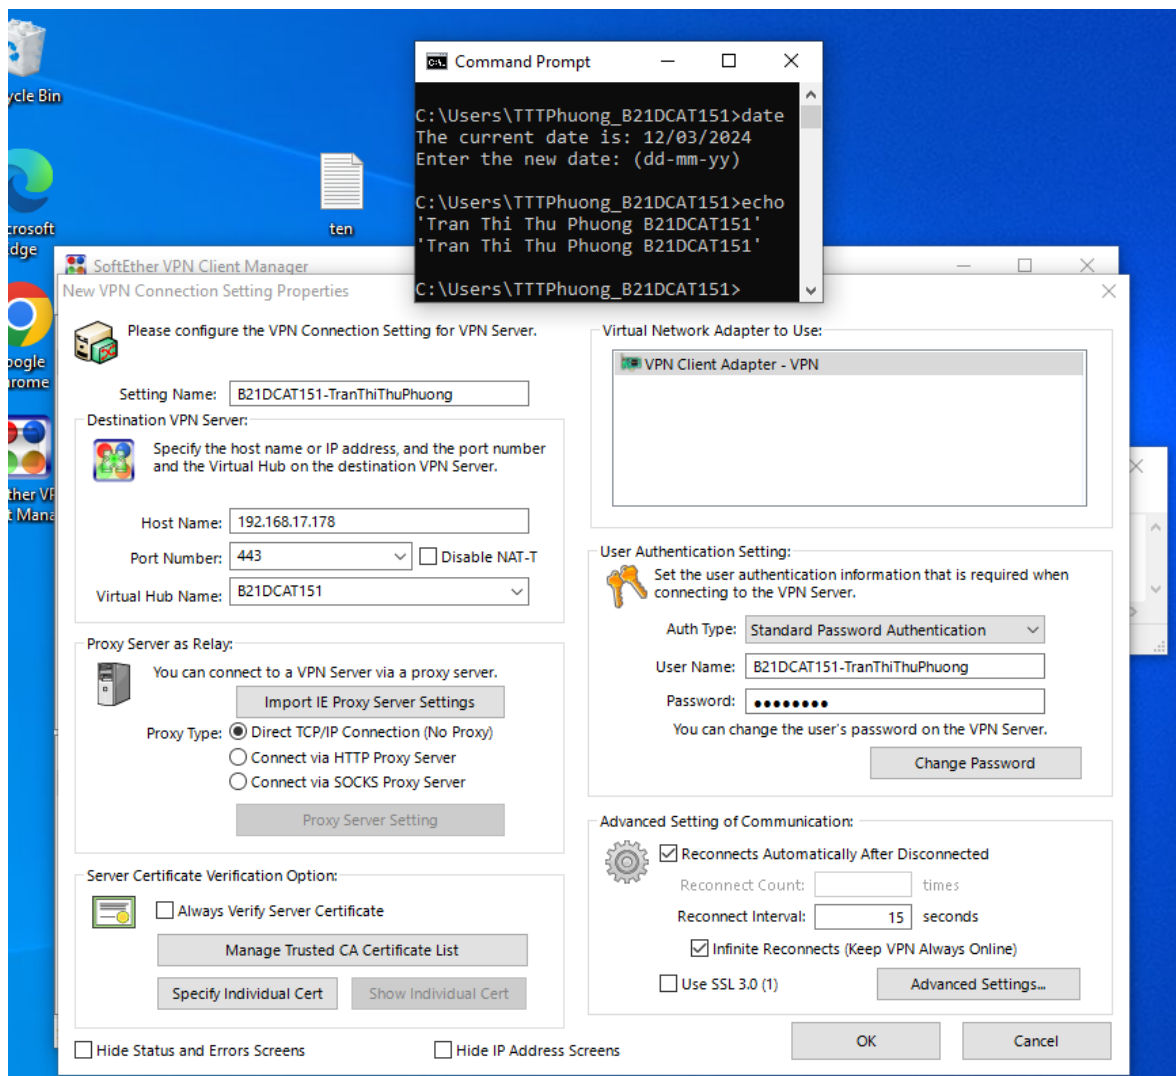 Command Prompt
ycle Bin
C:\Users\TTTPhuong_B21DCAT151>date
The current date is: 12/03/2024
Enter the new date: (dd-mm-yy)
C:\Users\TTTPhuong_B21DCAT151>echo
'Tran Thi Thu Phuong B21DCAT151'
'Tran Thi Thu Phuong B21DCAT151'
C:\Users\TTTPhuong_B21DCAT151>
crosoft
dge
ten
SoftEther VPN Client Manager
New VPN Connection Setting Properties
oogle
rome
ther VP
t Mana
Please configure the VPN Connection Setting for VPN Server.
Setting Name: B21DCAT151-TranThiThuPhuong
Destination VPN Server:
Specify the host name or IP address, and the port number
and the Virtual Hub on the destination VPN Server.
Host Name: 192.168.17.178
Port Number: 443 Disable NAT-T
Virtual Hub Name: B21DCAT151
Proxy Server as Relay:
You can connect to a VPN Server via a proxy server.
Import IE Proxy Server Settings
Proxy Type: Direct TCP/IP Connection (No Proxy)
Connect via HTTP Proxy Server
Connect via SOCKS Proxy Server
Proxy Server Setting
Server Certificate Verification Option:
Always Verify Server Certificate
Manage Trusted CA Certificate List
Specify Individual Cert Show Individual Cert
Hide Status and Errors Screens Hide IP Address Screens
Virtual Network Adapter to Use:
VPN Client Adapter - VPN
User Authentication Setting:
Set the user authentication information that is required when
connecting to the VPN Server.
Auth Type: Standard Password Authentication
User Name: B21DCAT151-TranThiThuPhuong
Password: ●●●●●●●●
You can change the user's password on the VPN Server.
Change Password
Advanced Setting of Communication:
Reconnects Automatically After Disconnected
Reconnect Count: times
Reconnect Interval: 15 seconds
Infinite Reconnects (Keep VPN Always Online)
Use SSL 3.0 (1) Advanced Settings...
OK Cancel